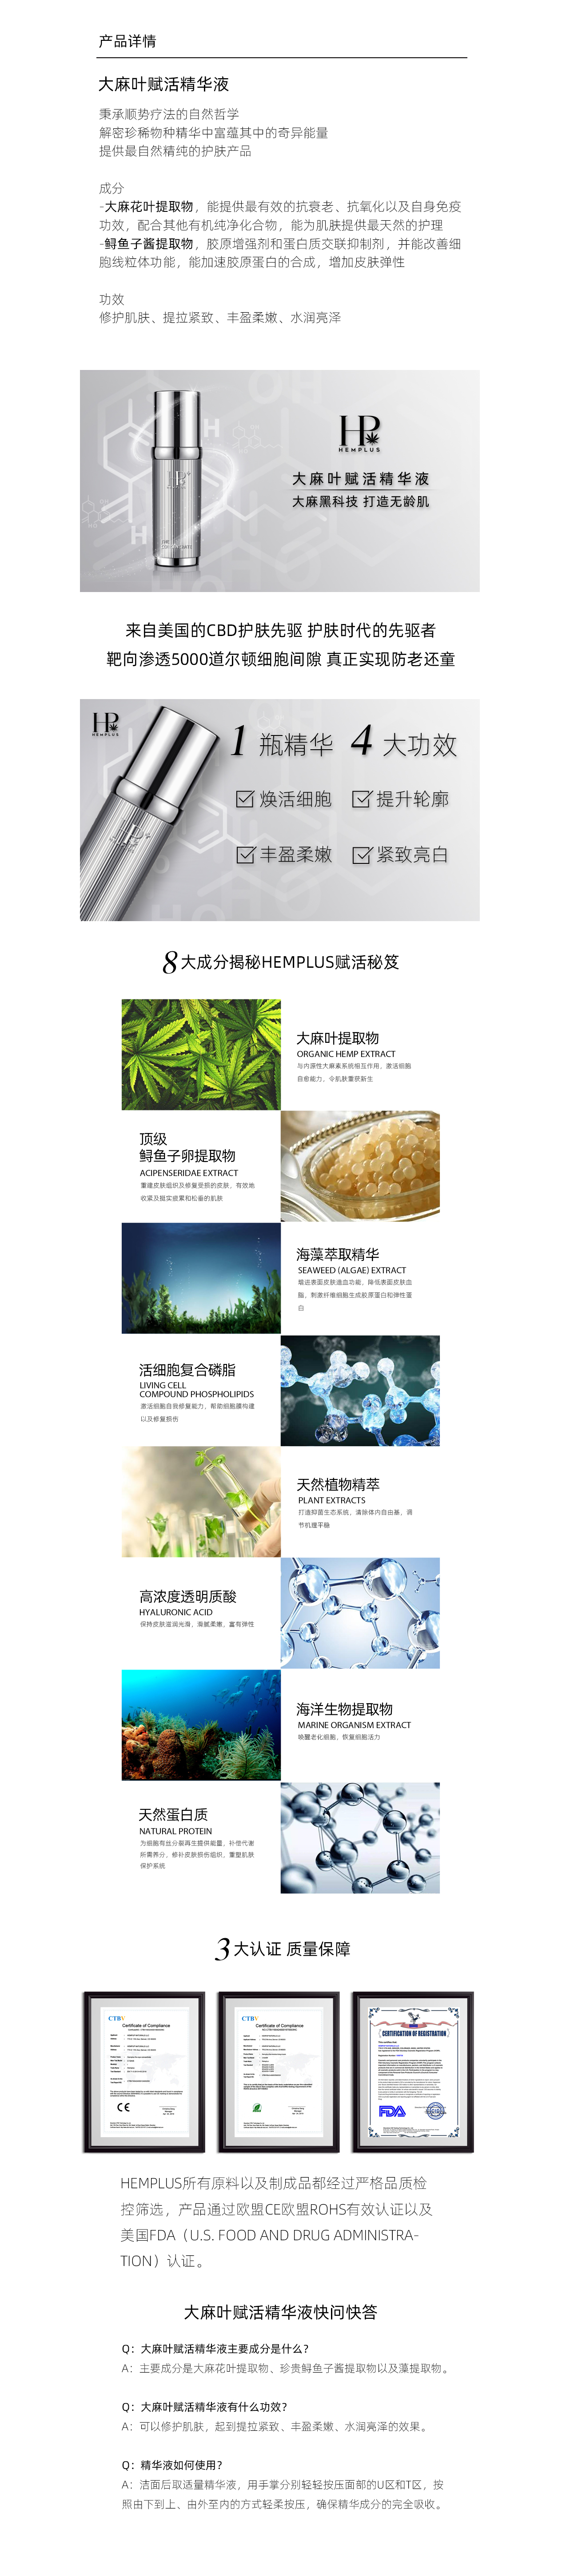 产品详情
大麻叶赋活精华液
秉承顺势疗法的自然哲学
解密珍稀物种精华中富蕴其中的奇异能量
提供最自然精纯的护肤产品
成分
-大麻花叶提取物，能提供最有效的抗衰老、抗氧化以及自身免疫
功效，配合其他有机纯净化合物，能为肌肤提供最天然的护理
-鲟鱼子酱提取物，胶原增强剂和蛋白质交联抑制剂，并能改善细
胞线粒体功能，能加速胶原蛋白的合成，增加皮肤弹性
功效
修护肌肤、提拉紧致、丰盈柔嫩、水润亮泽
HP
HEMPLUS
大麻叶赋活精华液
大麻黑科技 打造无龄肌
来自美国的CBD护肤先驱 护肤时代的先驱者
靶向渗透5000道尔顿细胞间隙 真正实现防老还童
HP
HEMPLUS
1 瓶精华 4 大功效
焕活细胞 提升轮廓
丰盈柔嫩 紧致亮白
8大成分揭秘HEMPLUS赋活秘笈
大麻叶提取物
ORGANIC HEMP EXTRACT
与内源性大麻素系统相互作用，激活细胞
自愈能力，令肌肤重获新生
顶级
鲟鱼子卵提取物
ACIPENSERIDAE EXTRACT
重建皮肤组织及修复受损的皮肤，有效地
收紧及挺实疲累和松垂的肌肤
海藻萃取精华
SEAWEED (ALGAE) EXTRACT
增进表面皮肤造血功能，降低表面皮肤血
脂，刺激纤维细胞生成胶原蛋白和弹性蛋
白
活细胞复合磷脂
LIVING CELL
COMPOUND PHOSPHOLIPIDS
激活细胞自我修复能力，帮助细胞膜构建
以及修复损伤
天然植物精萃
PLANT EXTRACTS
打造抑菌生态系统，清除体内自由基，调
节机理平稳
高浓度透明质酸
HYALURONIC ACID
保持皮肤滋润光滑，滑腻柔嫩，富有弹性
海洋生物提取物
MARINE ORGANISM EXTRACT
唤醒老化细胞，恢复细胞活力
天然蛋白质
NATURAL PROTEIN
为细胞有丝分裂再生提供能量，补偿代谢
所需养分，修补皮肤损伤组织，重塑肌肤
保护系统
3大认证 质量保障
CTBV
Certificate of Compliance
CE
CTBV
Certificate of Compliance
CERTIFICATION OF REGISTRATION
FDA
HEMPLUS所有原料以及制成品都经过严格品质检
控筛选，产品通过欧盟CE欧盟ROHS有效认证以及
美国FDA（U.S. FOOD AND DRUG ADMINISTRA-
TION）认证。
大麻叶赋活精华液快问快答
Q：大麻叶赋活精华液主要成分是什么？
A：主要成分是大麻花叶提取物、珍贵鲟鱼子酱提取物以及藻提取物。
Q：大麻叶赋活精华液有什么功效？
A：可以修护肌肤，起到提拉紧致、丰盈柔嫩、水润亮泽的效果。
Q：精华液如何使用？
A：洁面后取适量精华液，用手掌分别轻轻按压面部的U区和T区，按
照由下到上、由外至内的方式轻柔按压，确保精华成分的完全吸收。